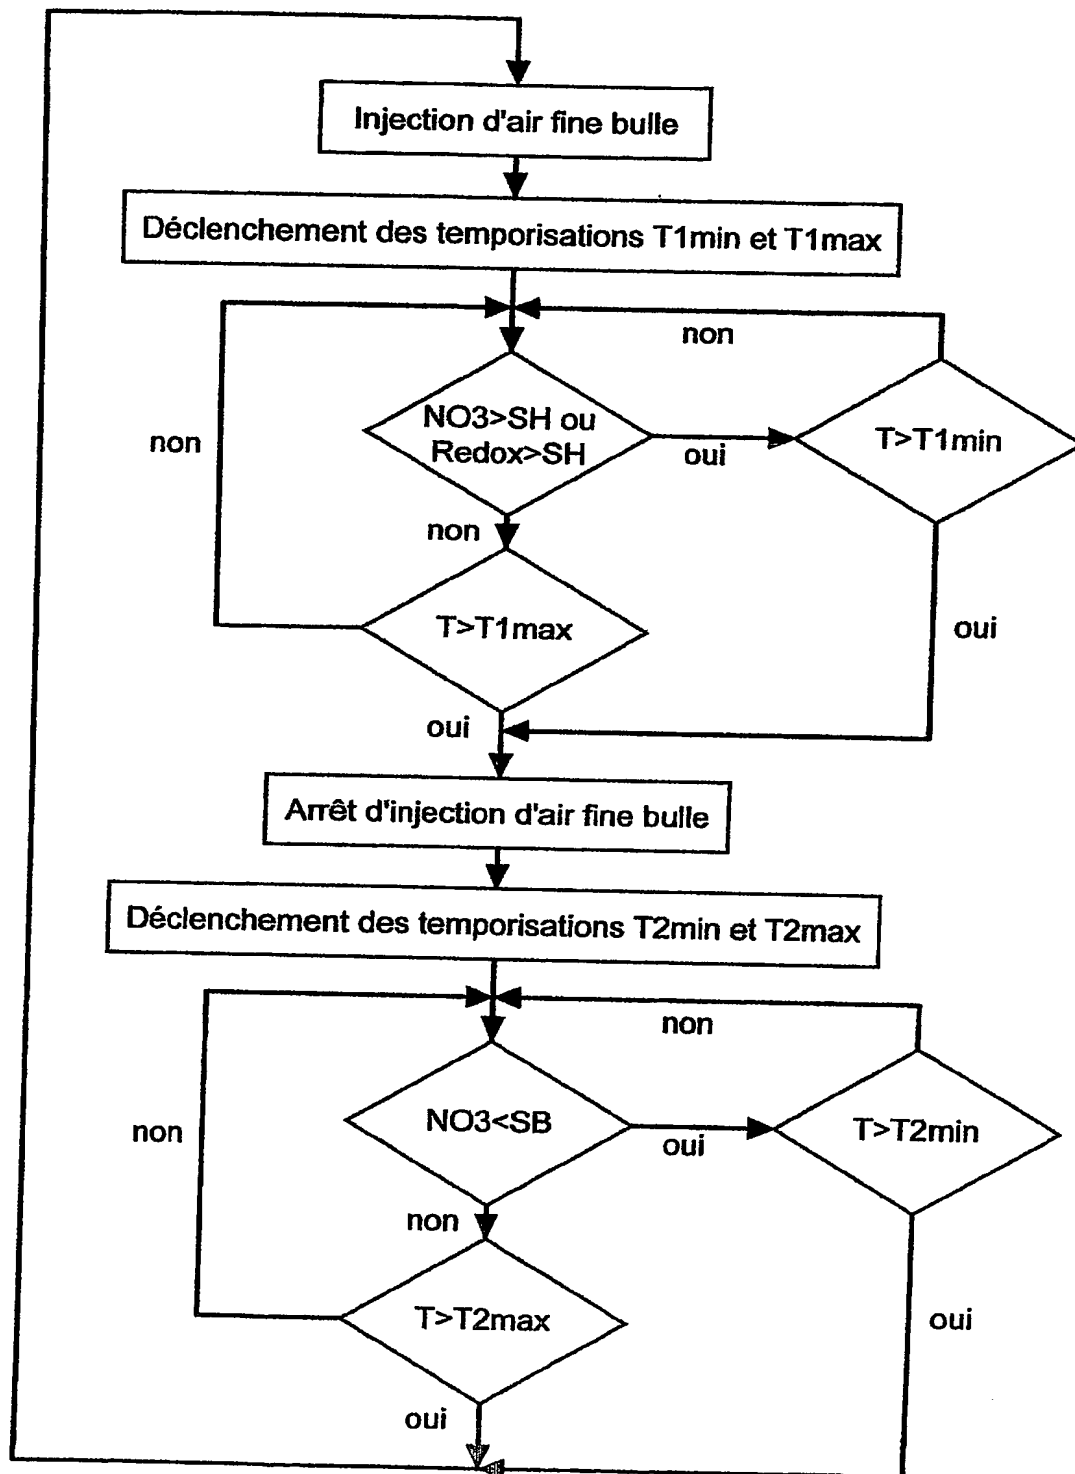 Injection d'air fine bulle
Déclenchement des temporisations T1min et T1max
non
NO3>SH ou
Redox>SH
oui
T>T1min
non
non
T>T1max
oui
oui
Arrêt d'injection d'air fine bulle
Déclenchement des temporisations T2min et T2max
non
NO3<SB
oui
T>T2min
non
non
T>T2max
oui
oui